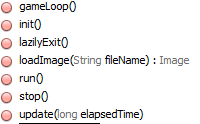 gameLoop()
init()
lazilyExit()
loadImage(String fileName) : Image
run()
stop()
update(long elapsedTime)